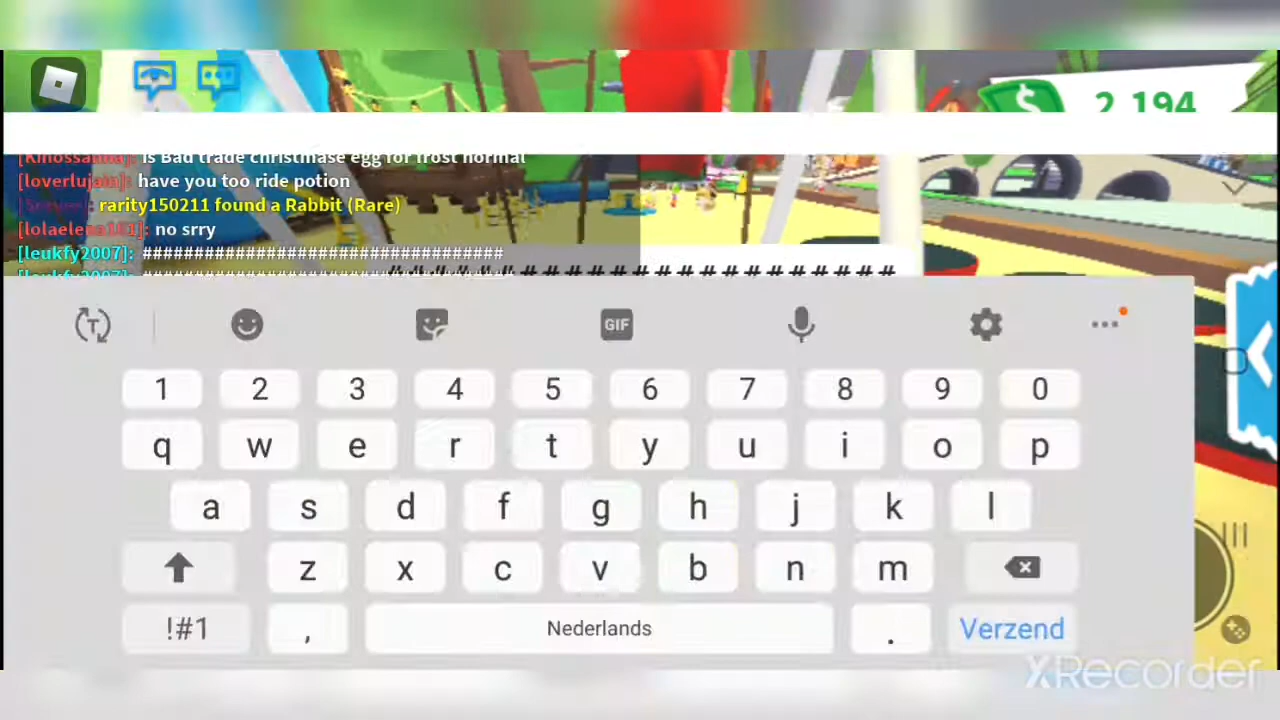 2,194
is Bad trade christmase egg for frost normal
[loverlujain]: have you too ride potion
rarity150211 found a Rabbit (Rare)
[lolaelena101]: no srry
[leukfy2007]: ###################################
GIF
1 2 3 4 5 6 7 8 9 0
q w e r t y u i o p
a s d f g h j k l
z x c v b n m
!#1 , Nederlands . Verzend
XRecorder